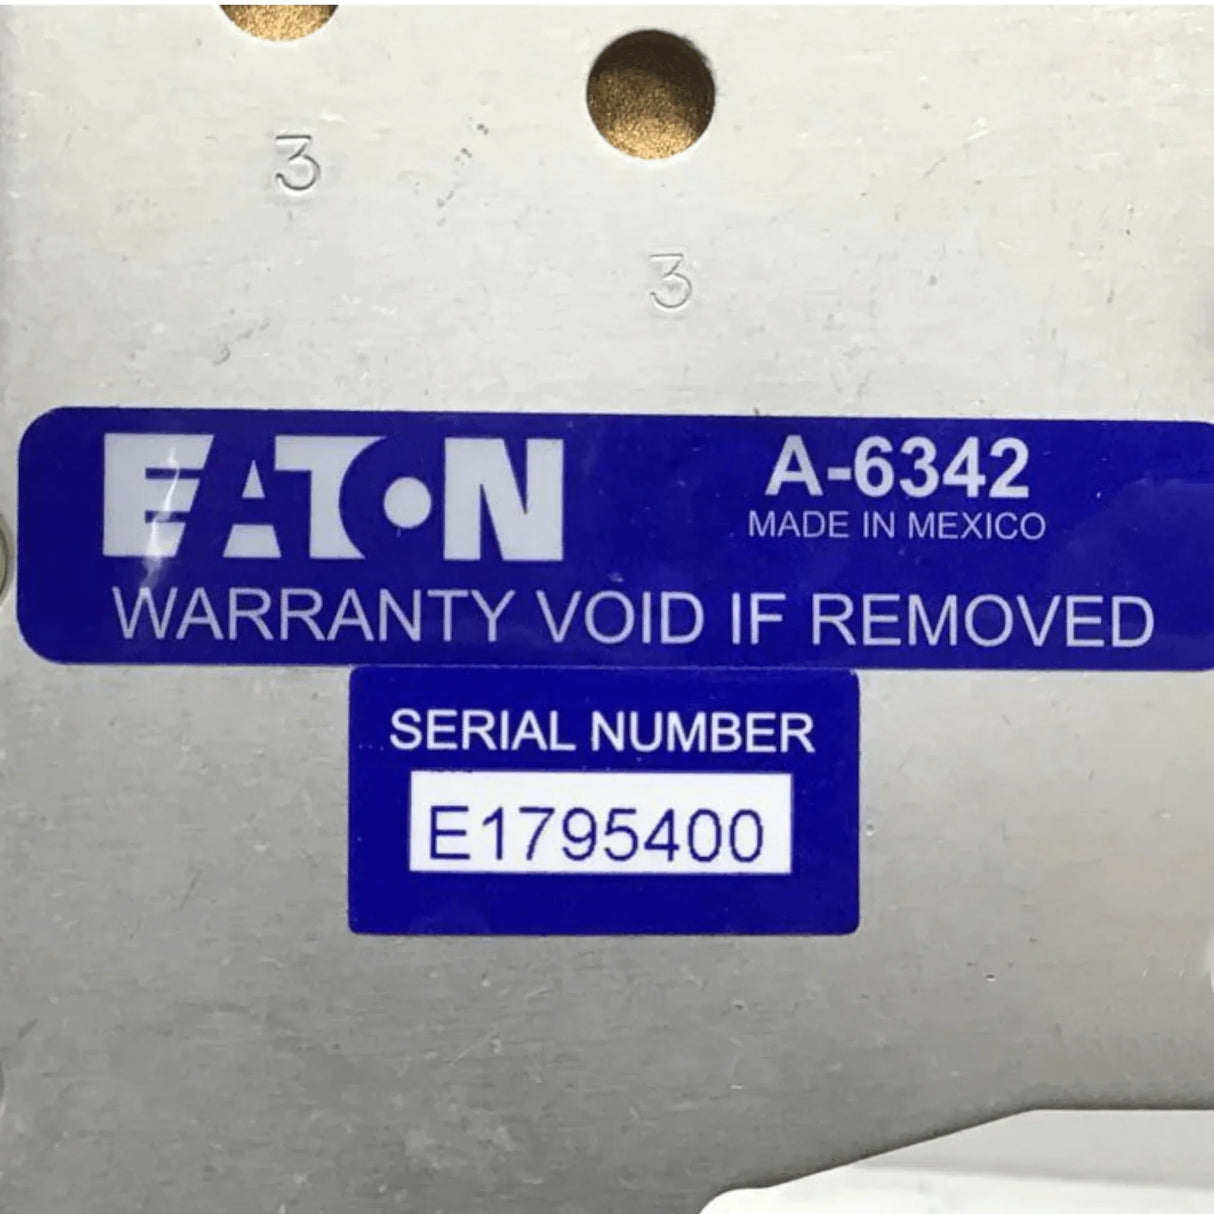 3
3
EATON
A-6342
MADE IN MEXICO
WARRANTY VOID IF REMOVED
SERIAL NUMBER
E1795400